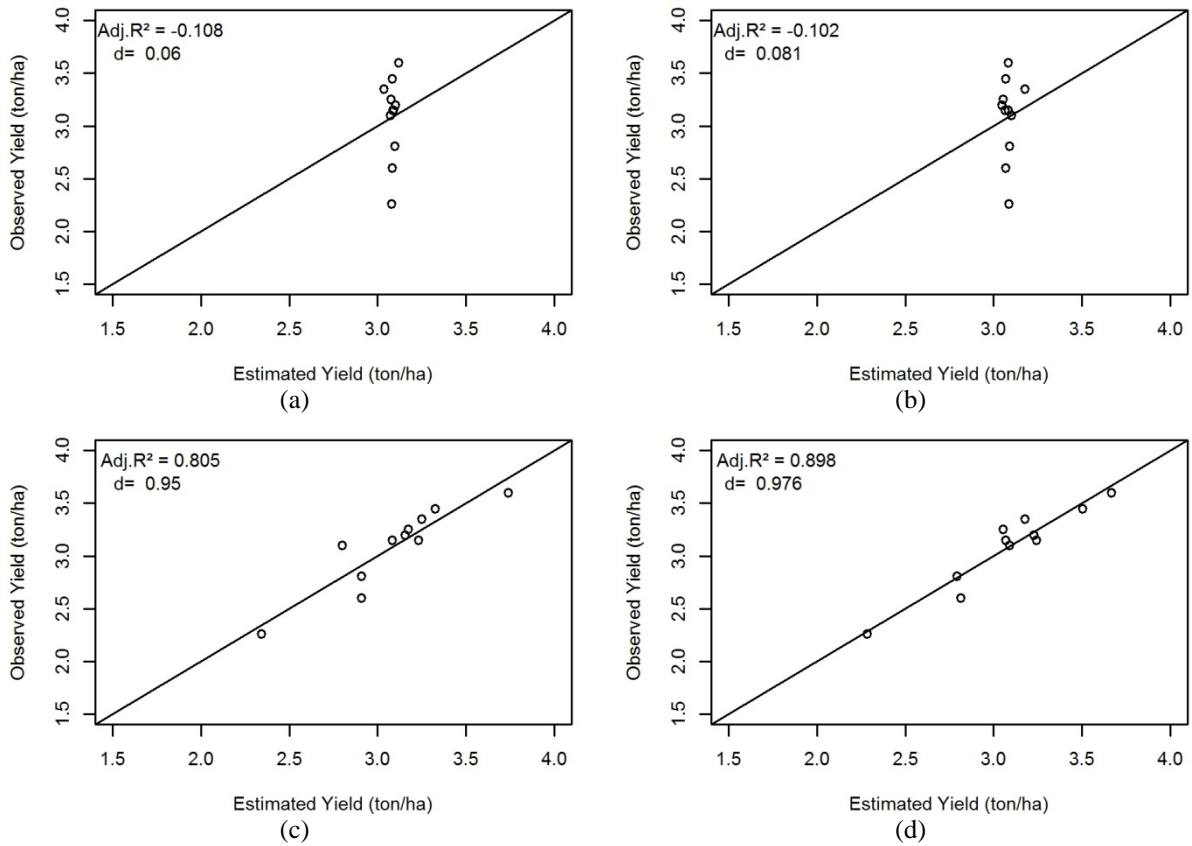 Adj.R² = -0.108
d= 0.06
Observed Yield (ton/ha)
4.0
3.5
3.0
2.5
2.0
1.5
1.5 2.0 2.5 3.0 3.5 4.0
Estimated Yield (ton/ha)
(a)
Adj.R² = -0.102
d= 0.081
Observed Yield (ton/ha)
4.0
3.5
3.0
2.5
2.0
1.5
1.5 2.0 2.5 3.0 3.5 4.0
Estimated Yield (ton/ha)
(b)
Adj.R² = 0.805
d= 0.95
Observed Yield (ton/ha)
4.0
3.5
3.0
2.5
2.0
1.5
1.5 2.0 2.5 3.0 3.5 4.0
Estimated Yield (ton/ha)
(c)
Adj.R² = 0.898
d= 0.976
Observed Yield (ton/ha)
4.0
3.5
3.0
2.5
2.0
1.5
1.5 2.0 2.5 3.0 3.5 4.0
Estimated Yield (ton/ha)
(d)